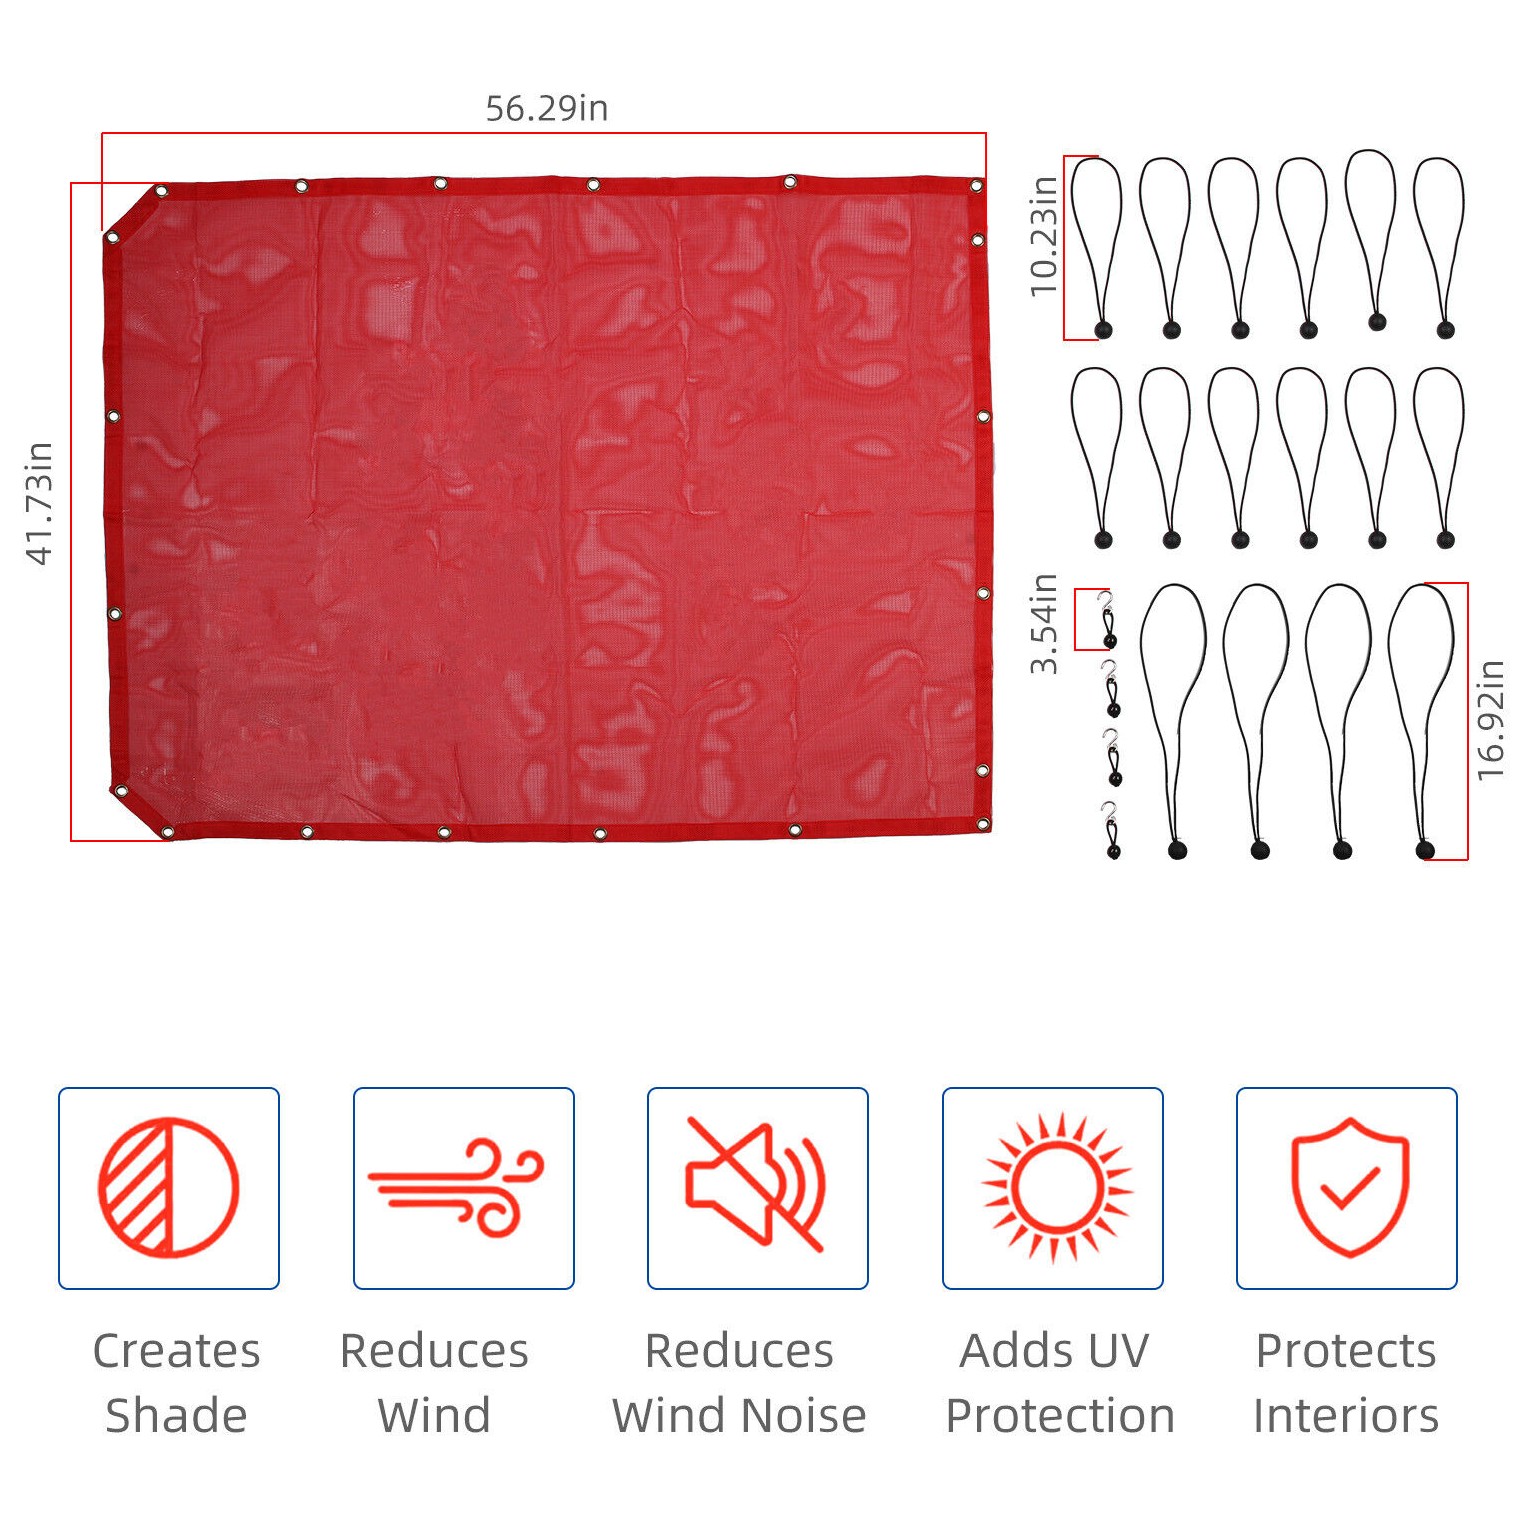 56.29in
41.73in
10.23in
3.54in
16.92in
Creates
Shade
Reduces
Wind
Reduces
Wind Noise
Adds UV
Protection
Protects
Interiors